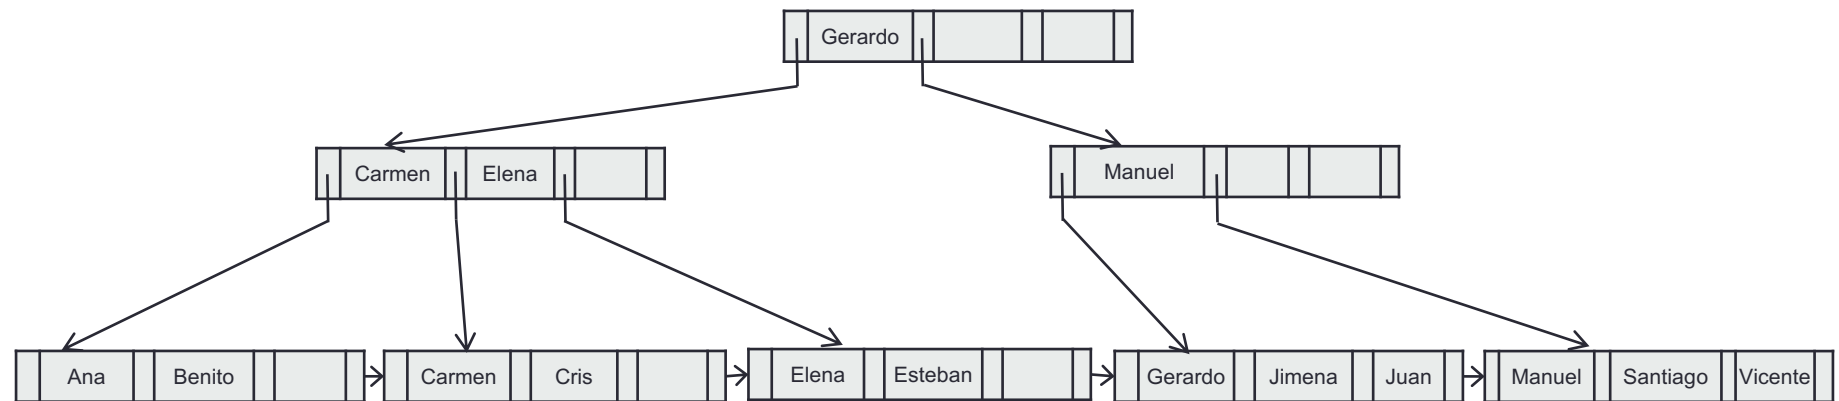 Gerardo
Carmen Elena
Manuel
Ana Benito
Carmen Cris
Elena Esteban
Gerardo Jimena Juan
Manuel Santiago Vicente